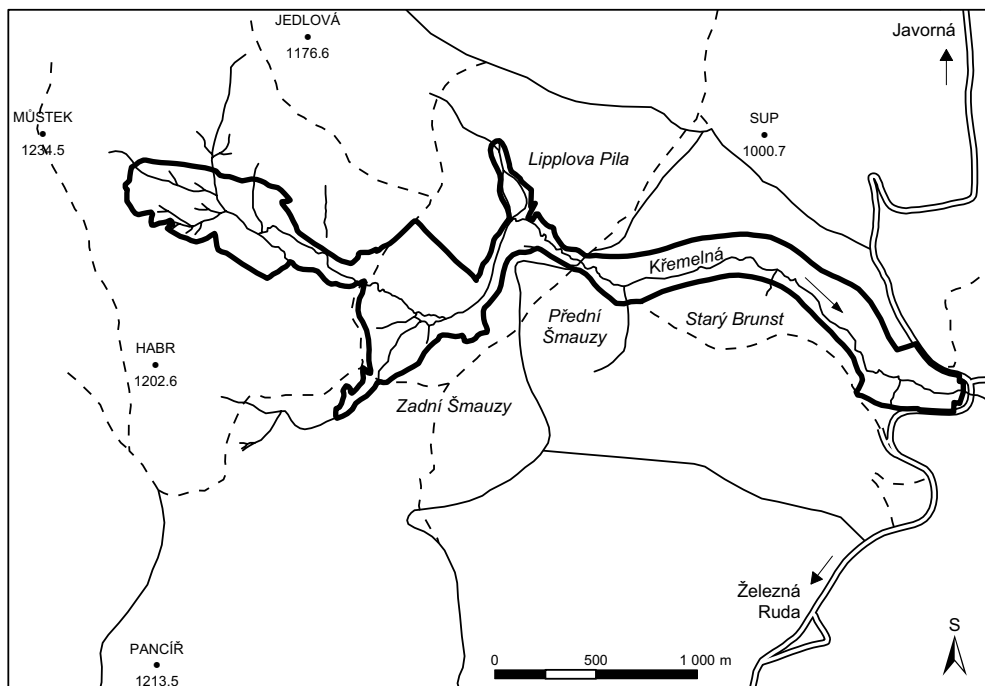 JEDLOVÁ
1176.6
Javorná
MŮSTEK
1234.5
SUP
1000.7
Lipplova Pila
Křemelná
Přední
Šmauzy
Starý Brunst
HABR
1202.6
Zadní Šmauzy
Železná
Ruda
S
PANCÍŘ
1213.5
0 500 1 000 m